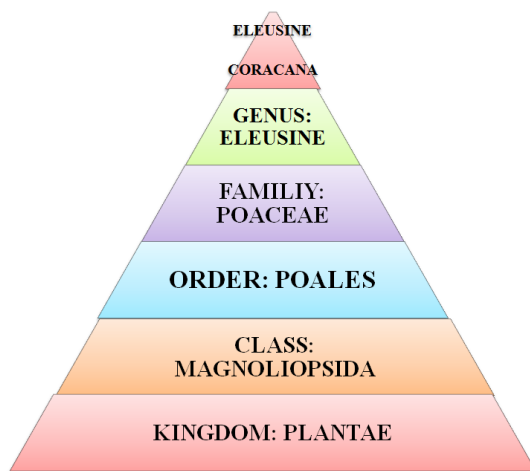 ELEUSINE
CORACANA
GENUS:
ELEUSINE
FAMILIY:
POACEAE
ORDER: POALES
CLASS:
MAGNOLIOPSIDA
KINGDOM: PLANTAE